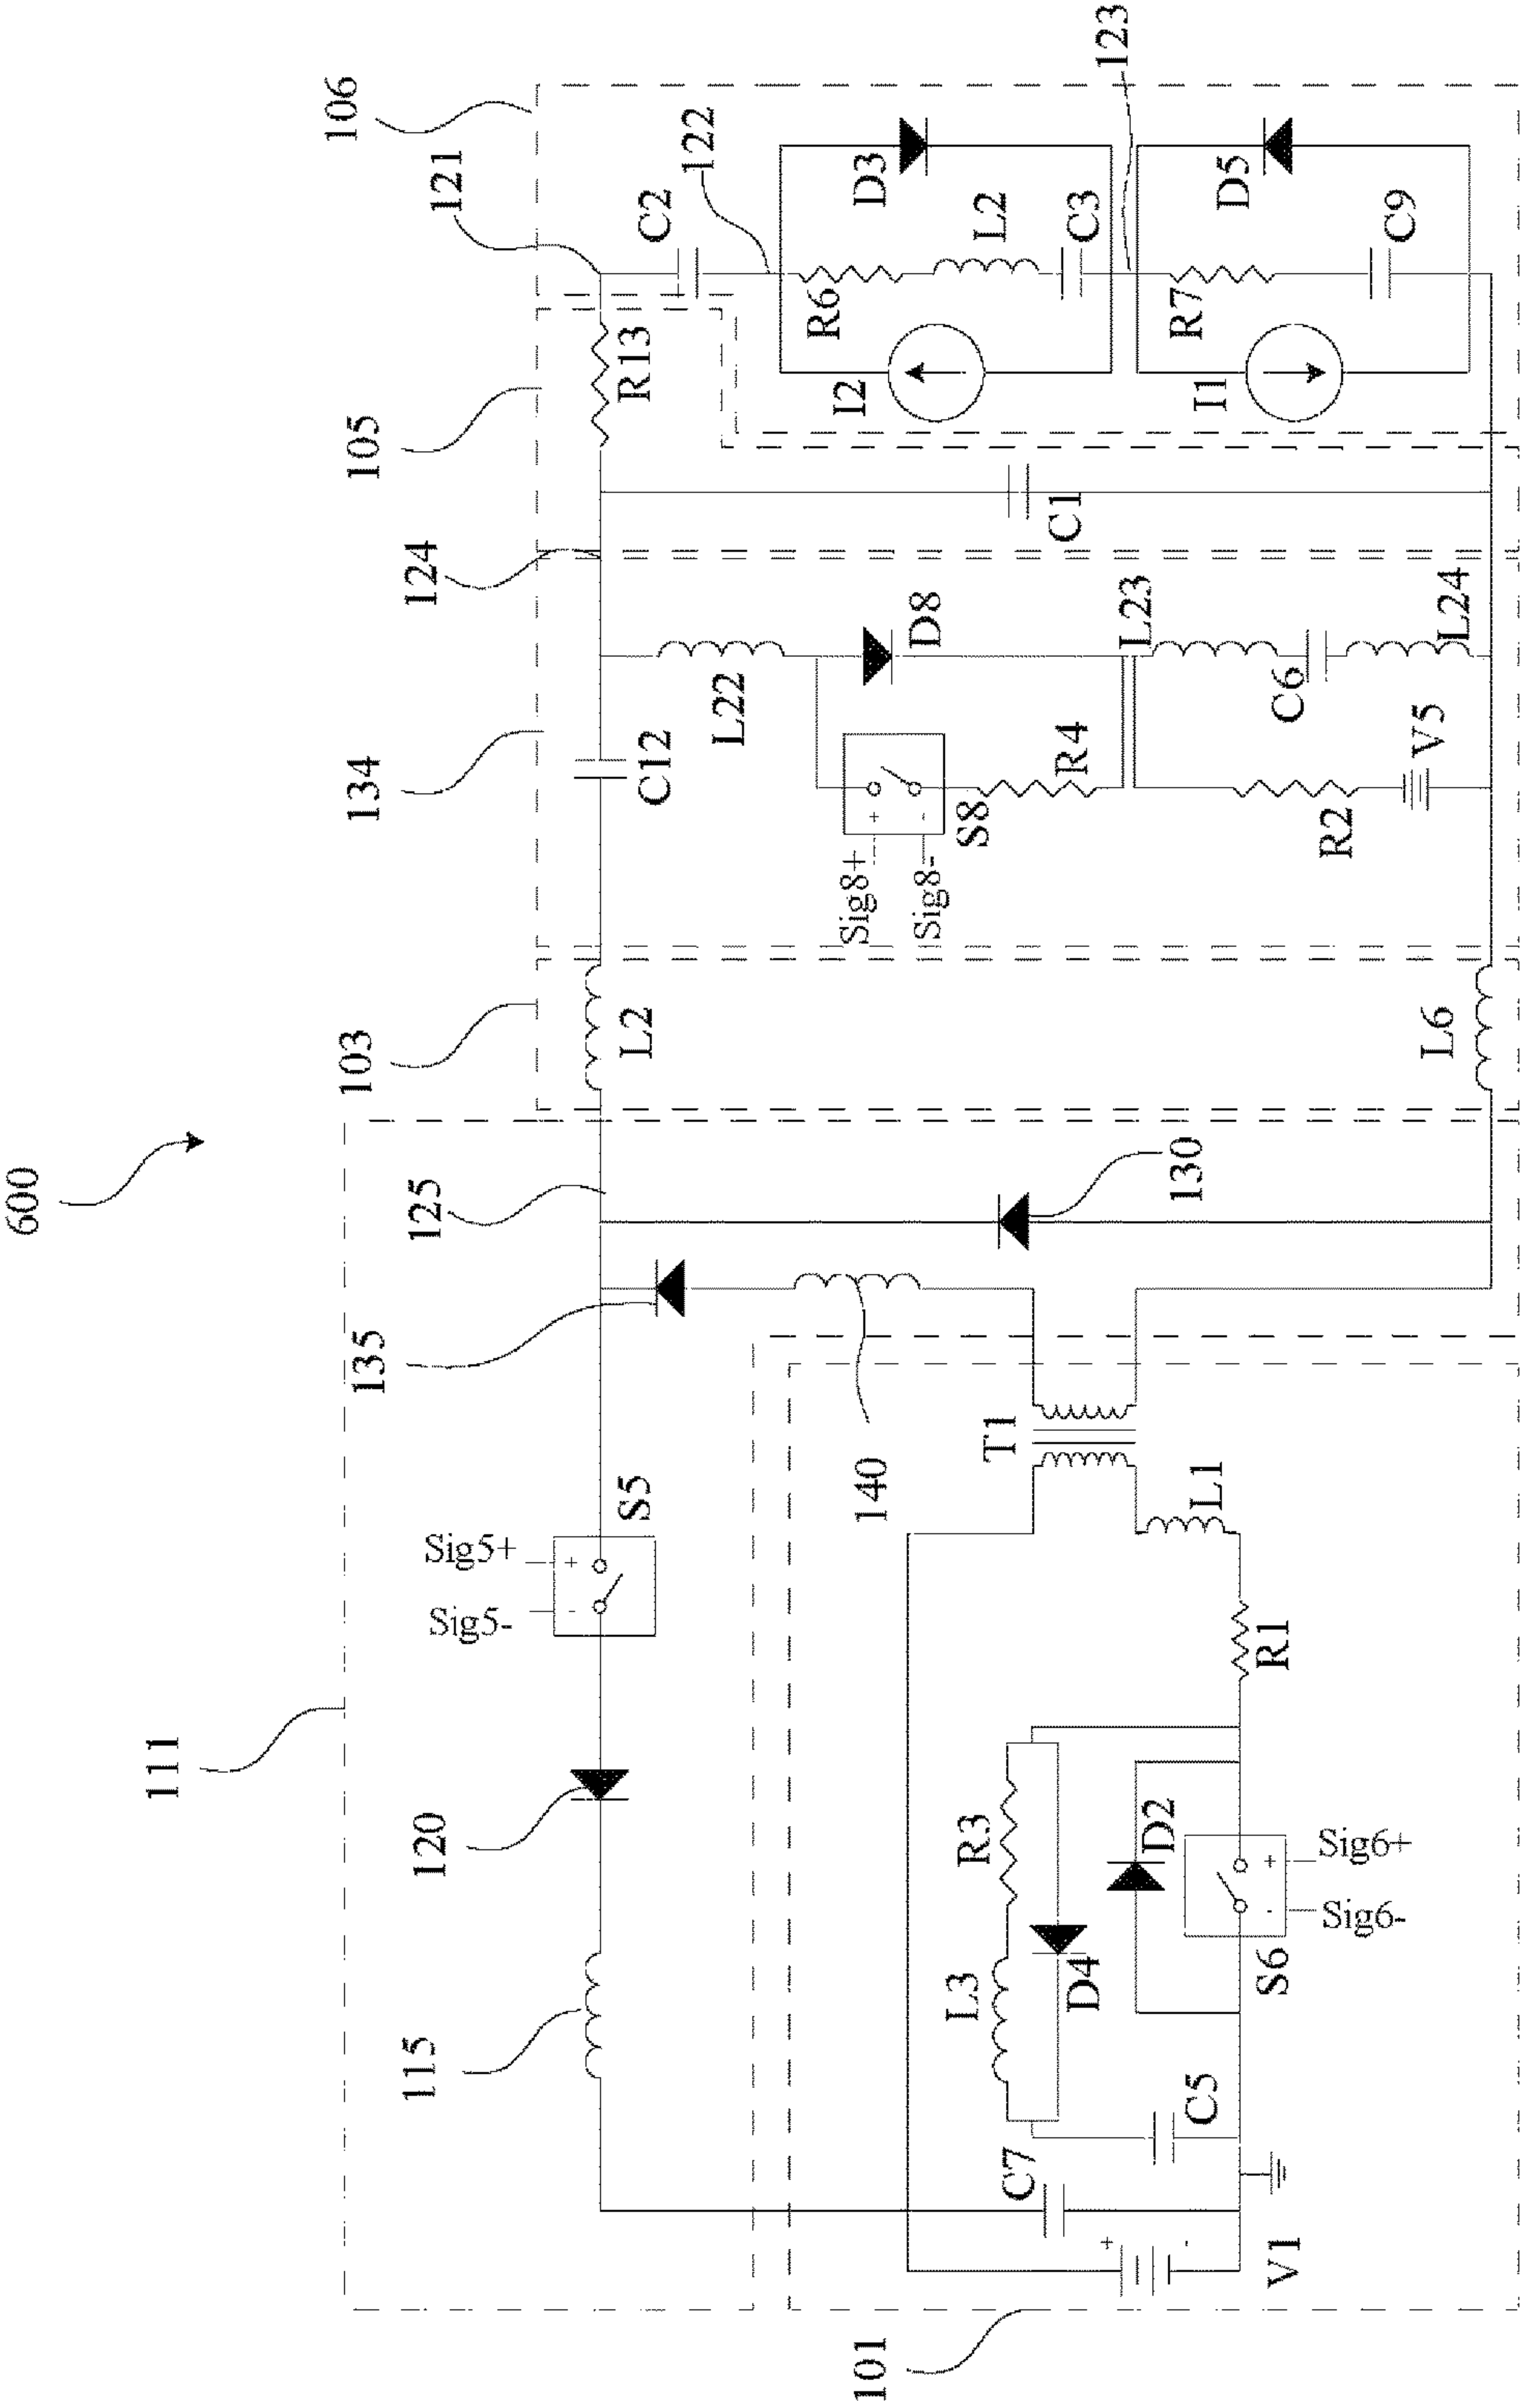 600
111
101
103
134
105
106
115
120
Sig5-
Sig5+
S5
135
125
130
140
T1
L1
R1
R3
L3
D4
D2
S6
Sig6+
Sig6-
C5
C7
V1
+
-
+
-
-
+
L2
L6
C12
L22
D8
S8
Sig8+
Sig8-
+
-
R4
L23
C6
L24
R2
V5
124
C1
R13
121
C2
122
D3
R6
L2
C3
I2
123
D5
R7
C9
I1